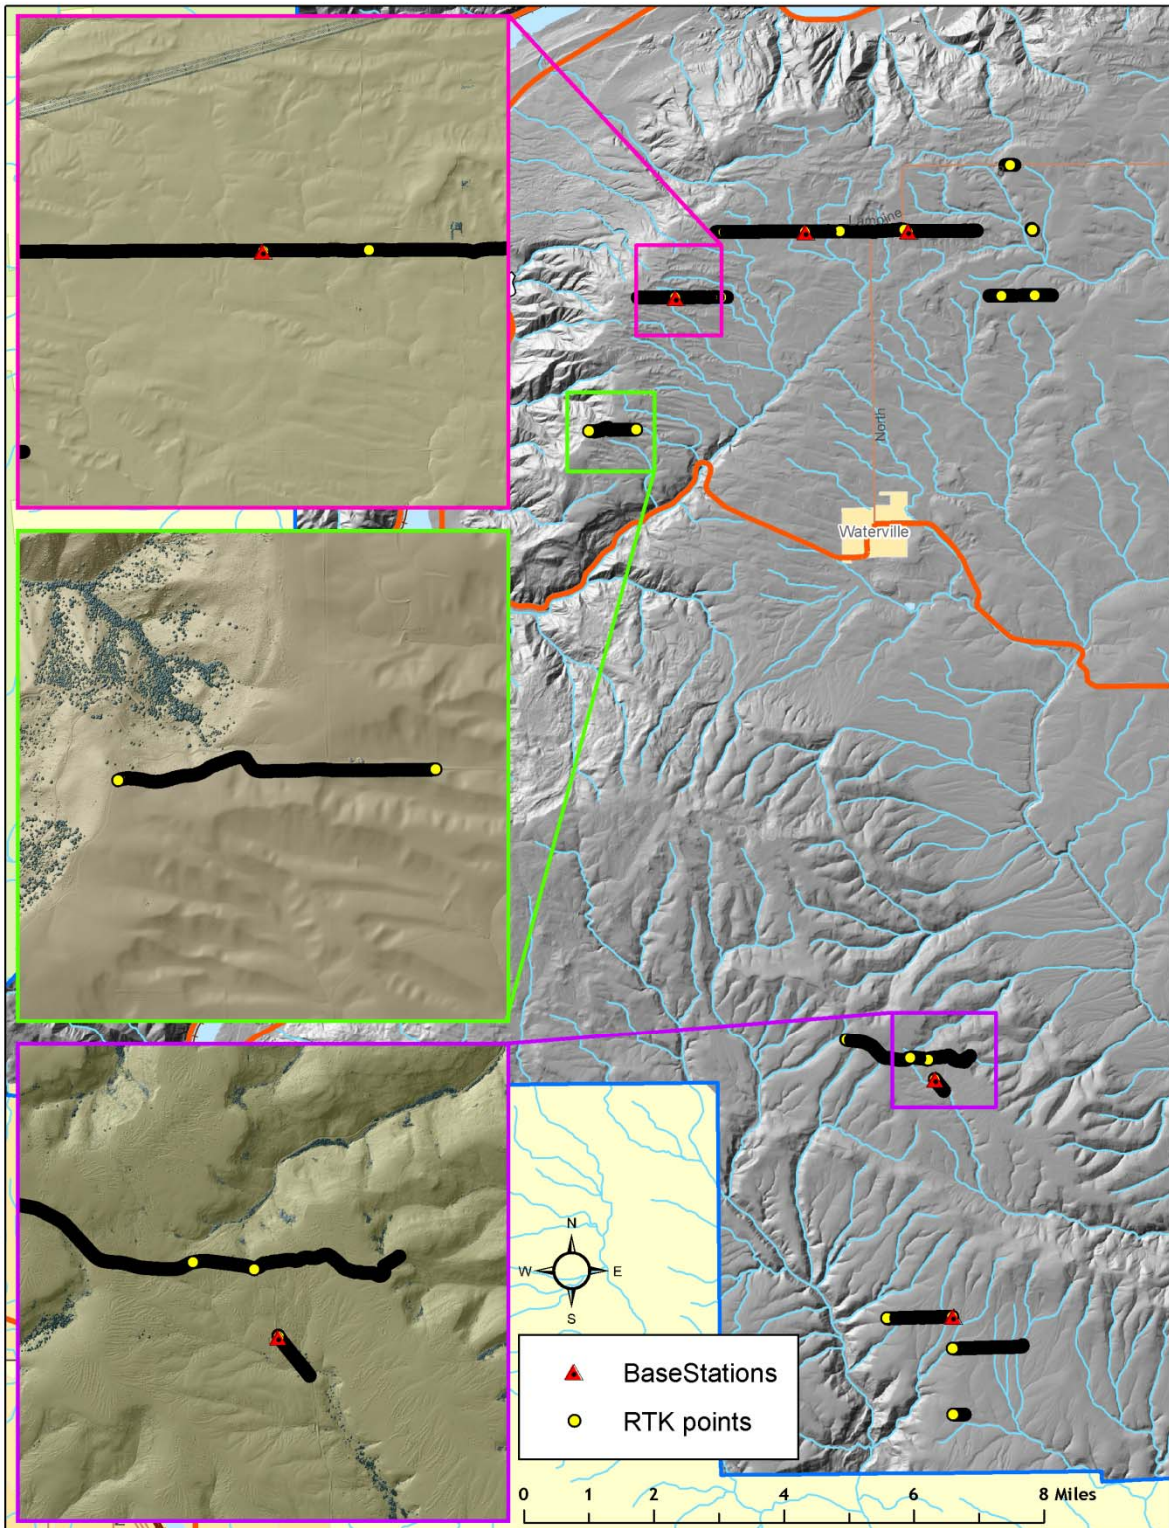 Lamoine
North
Waterville
N
W E
S
BaseStations
RTK points
0 1 2 4 6 8 Miles